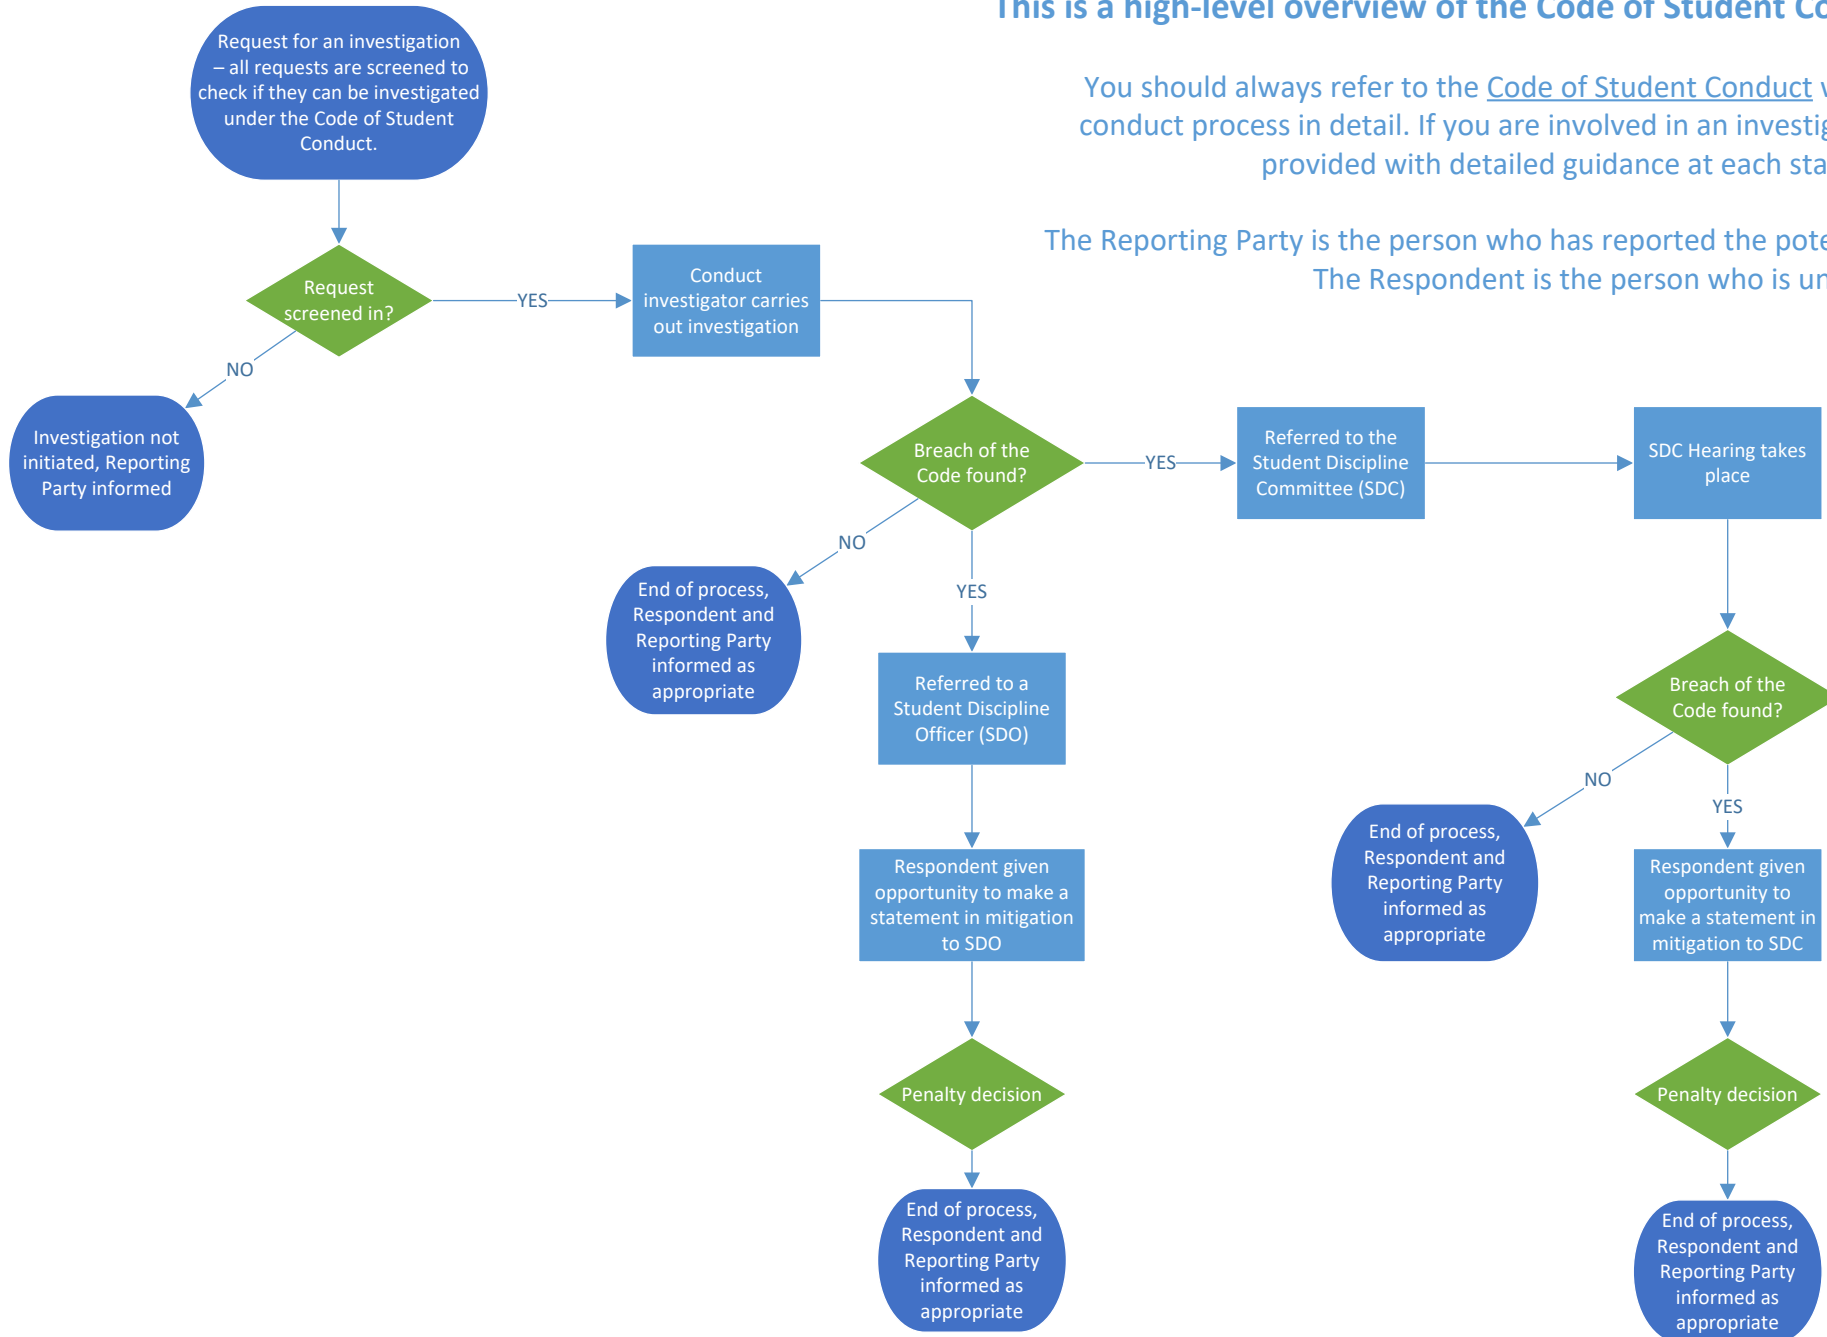 This is a high-level overview of the Code of Student
You should always refer to the Code of Student Conduct
conduct process in detail. If you are involved in an
provided with detailed guidance at each
The Reporting Party is the person who has reported the
The Respondent is the person who is
Request for an investigation
– all requests are screened to
check if they can be investigated
under the Code of Student
Conduct.
Request
screened in?
YES
NO
Investigation not
initiated, Reporting
Party informed
Conduct
investigator carries
out investigation
Breach of the
Code found?
YES
NO
YES
End of process,
Respondent and
Reporting Party
informed as
appropriate
Referred to a
Student Discipline
Officer (SDO)
Respondent given
opportunity to make a
statement in mitigation
to SDO
Penalty decision
End of process,
Respondent and
Reporting Party
informed as
appropriate
Referred to the
Student Discipline
Committee (SDC)
SDC Hearing takes
place
Breach of the
Code found?
NO
YES
End of process,
Respondent and
Reporting Party
informed as
appropriate
Respondent given
opportunity to
make a statement in
mitigation to SDC
Penalty decision
End of process,
Respondent and
Reporting Party
informed as
appropriate